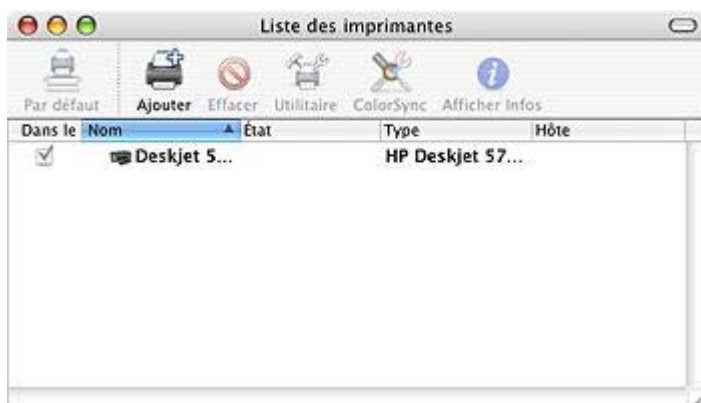 Liste des imprimantes
Par défaut Ajouter Effacer Utilitaire ColorSync Afficher Infos
Dans le Nom État Type Hôte
Deskjet 5... HP Deskjet 57...